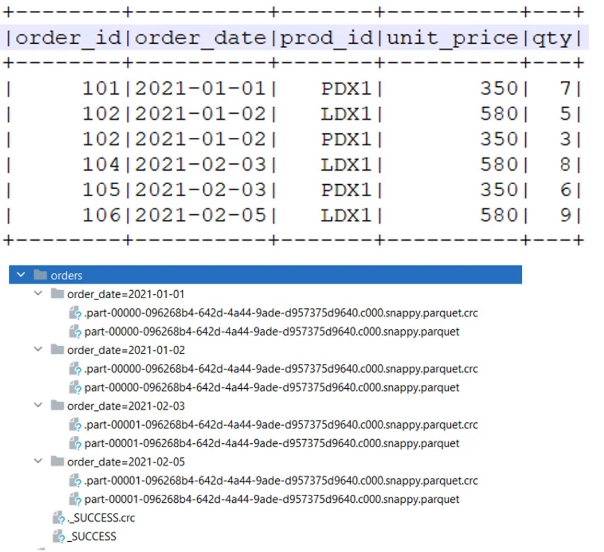 +--------+----------+-------+----------+---+
|order_id|order_date|prod_id|unit_price|qty|
+--------+----------+-------+----------+---+
|     101|2021-01-01|   PDX1|       350|  7|
|     102|2021-01-02|   LDX1|       580|  5|
|     102|2021-01-02|   PDX1|       350|  3|
|     104|2021-02-03|   LDX1|       580|  8|
|     105|2021-02-03|   PDX1|       350|  6|
|     106|2021-02-05|   LDX1|       580|  9|
+--------+----------+-------+----------+---+
orders
order_date=2021-01-01
.part-00000-096268b4-642d-4a44-9ade-d957375d9640.c000.snappy.parquet.crc
part-00000-096268b4-642d-4a44-9ade-d957375d9640.c000.snappy.parquet
order_date=2021-01-02
.part-00000-096268b4-642d-4a44-9ade-d957375d9640.c000.snappy.parquet.crc
part-00000-096268b4-642d-4a44-9ade-d957375d9640.c000.snappy.parquet
order_date=2021-02-03
.part-00001-096268b4-642d-4a44-9ade-d957375d9640.c000.snappy.parquet.crc
part-00001-096268b4-642d-4a44-9ade-d957375d9640.c000.snappy.parquet
order_date=2021-02-05
.part-00001-096268b4-642d-4a44-9ade-d957375d9640.c000.snappy.parquet.crc
part-00001-096268b4-642d-4a44-9ade-d957375d9640.c000.snappy.parquet
._SUCCESS.crc
_SUCCESS